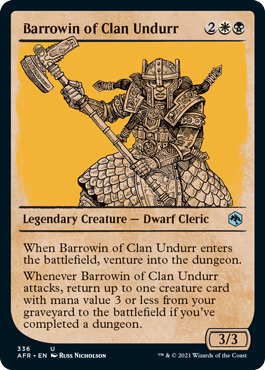 Barrowin of Clan Undurr 2
Legendary Creature — Dwarf Cleric
When Barrowin of Clan Undurr enters
the battlefield, venture into the dungeon.
Whenever Barrowin of Clan Undurr
attacks, return up to one creature card
with mana value 3 or less from your
graveyard to the battlefield if you've
completed a dungeon.
3/3
336 U
AFR • EN Russ Nicholson
™ & © 2021 Wizards of the Coast